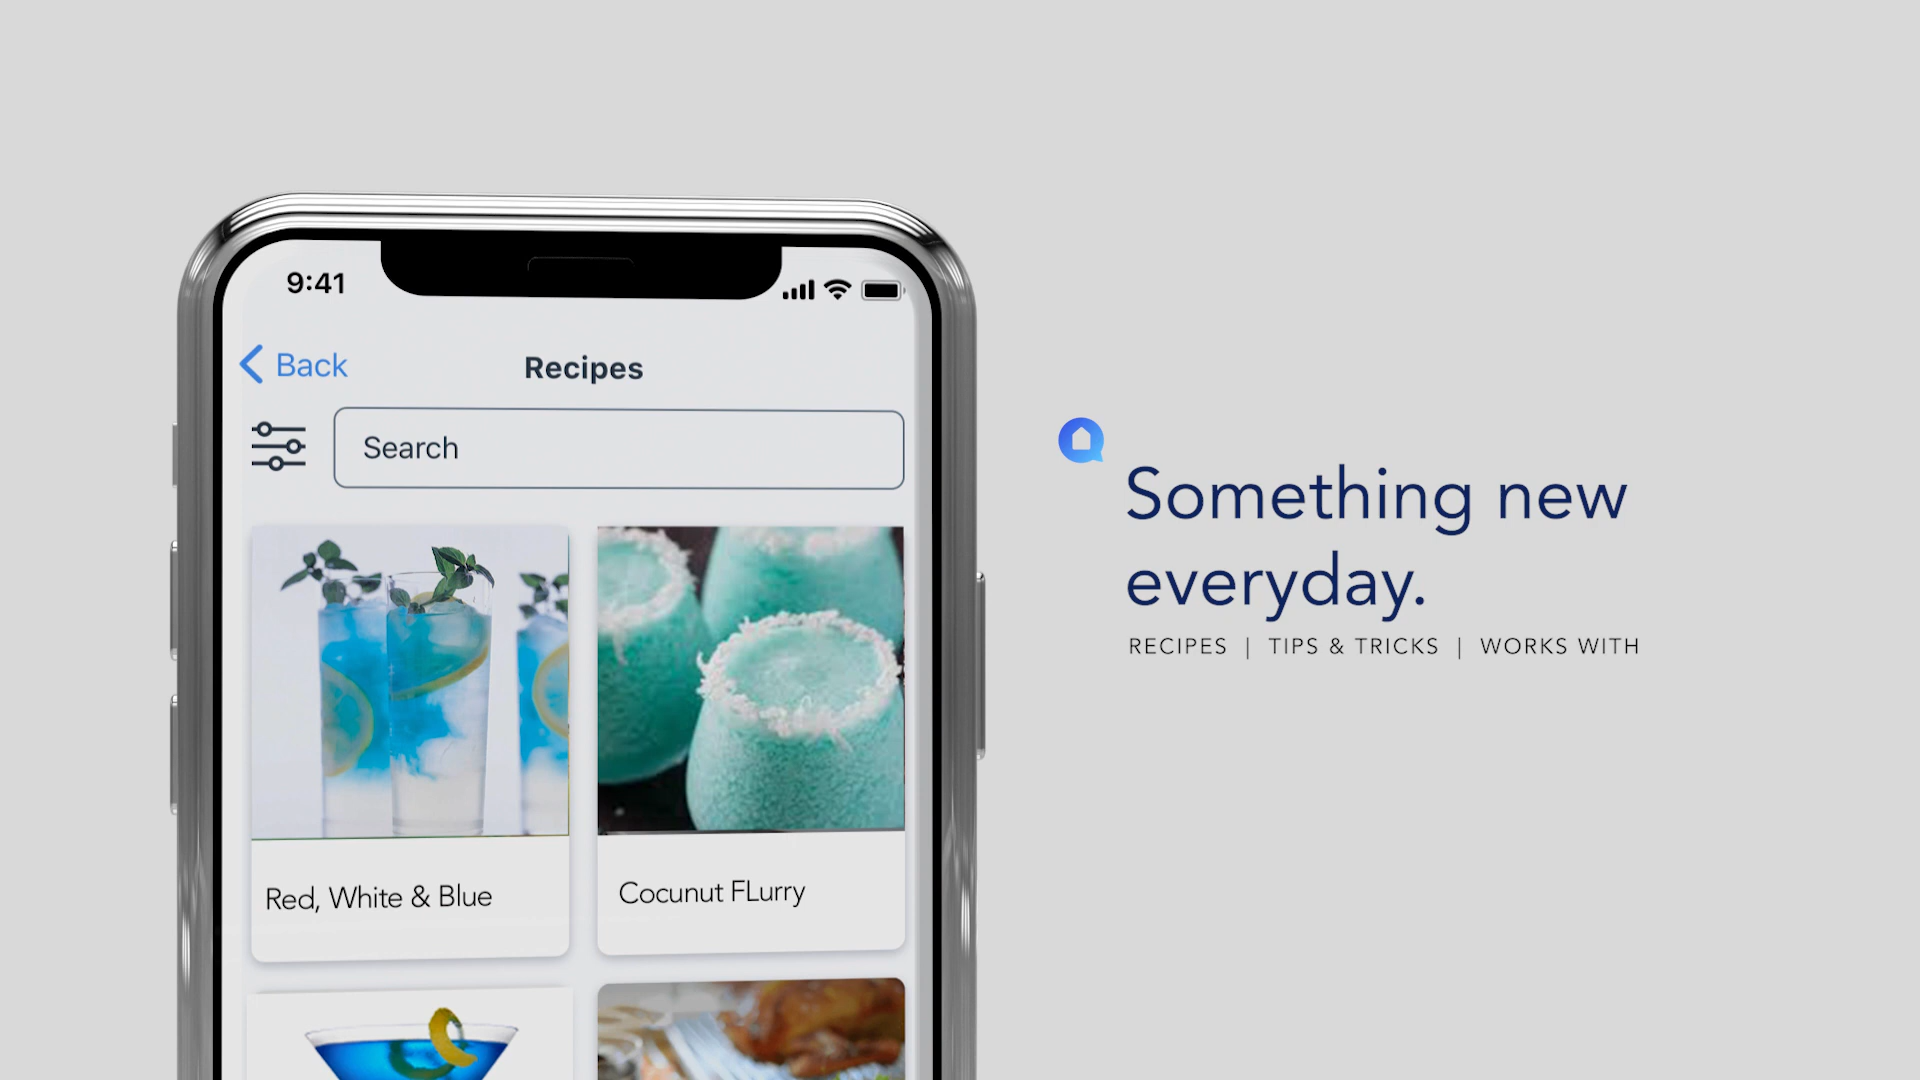 9:41
Back
Recipes
Search
Red, White & Blue
Cocunut FLurry
Something new
everyday.
RECIPES | TIPS & TRICKS | WORKS WITH